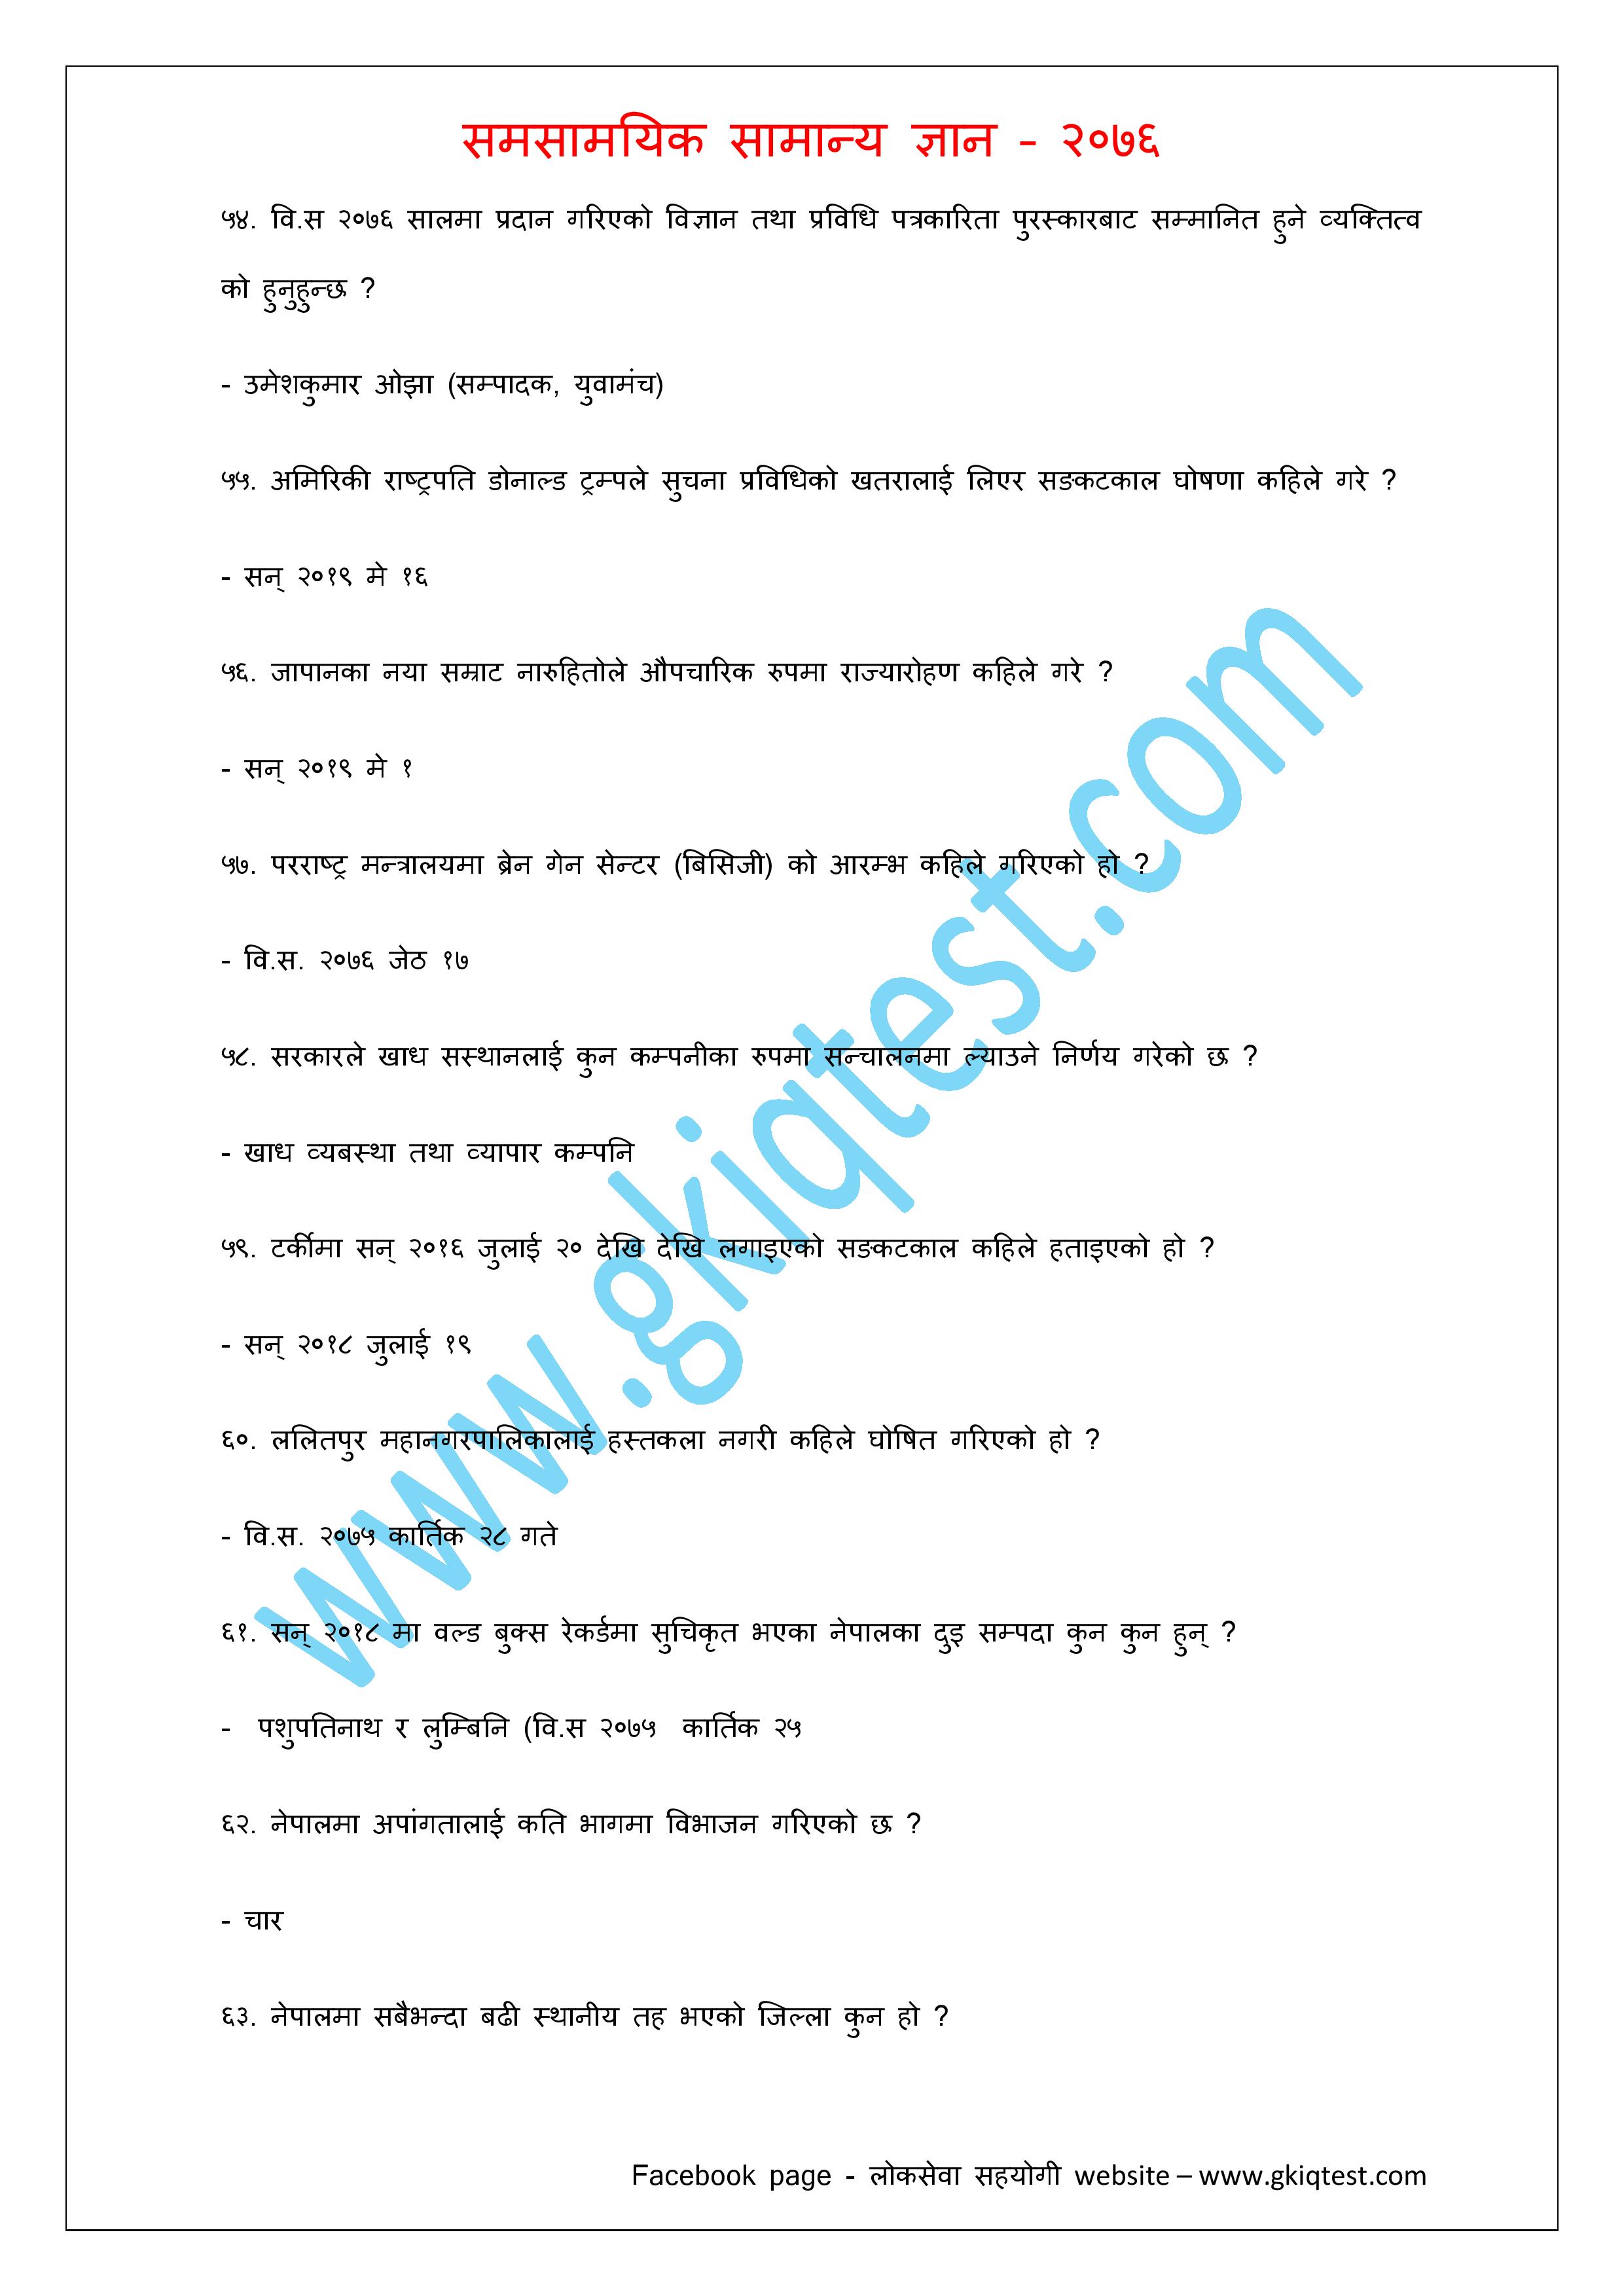 समसामयिक सामान्य ज्ञान - २०७६
५४. वि.स २०७६ सालमा प्रदान गरिएको विज्ञान तथा प्रविधि पत्रकारिता पुरस्कारबाट सम्मानित हुने व्यक्तित्व
को हुनुहुन्छ ?
- उमेशकुमार ओझा (सम्पादक, युवामंच)
५५. अमिरिकी राष्ट्रपति डोनाल्ड ट्रम्पले सुचना प्रविधिको खतरालाई लिएर सङकटकाल घोषणा कहिले गरे ?
- सन् २०१९ मे १६
५६. जापानका नया सम्राट नारुहितोले औपचारिक रुपमा राज्यारोहण कहिले गरे ?
- सन् २०१९ मे १
५७. परराष्ट्र मन्त्रालयमा ब्रेन गेन सेन्टर (बिसिजी) को आरम्भ कहिले गरिएको हो ?
- वि.स. २०७६ जेठ १७
५८. सरकारले खाध सस्थानलाई कुन कम्पनीका रुपमा सन्चालनमा ल्याउने निर्णय गरेको छ ?
- खाध व्यबस्था तथा व्यापार कम्पनि
५९. टर्कीमा सन् २०१६ जुलाई २० देखि देखि लगाइएको सङकटकाल कहिले हताइएको हो ?
- सन् २०१८ जुलाई १९
६०. ललितपुर महानगरपालिकालाई हस्तकला नगरी कहिले घोषित गरिएको हो ?
- वि.स. २०७५ कार्तिक २८ गते
६१. सन् २०१८ मा वल्ड बुक्स रेकर्डमा सुचिकृत भएका नेपालका दुइ सम्पदा कुन कुन हुन् ?
- पशुपतिनाथ र लुम्बिनि (वि.स २०७५ कार्तिक २५
६२. नेपालमा अपांगतालाई कति भागमा विभाजन गरिएको छ ?
- चार
६३. नेपालमा सबैभन्दा बढी स्थानीय तह भएको जिल्ला कुन हो ?
www.gkiqtest.com
Facebook page - लोकसेवा सहयोगी website – www.gkiqtest.com